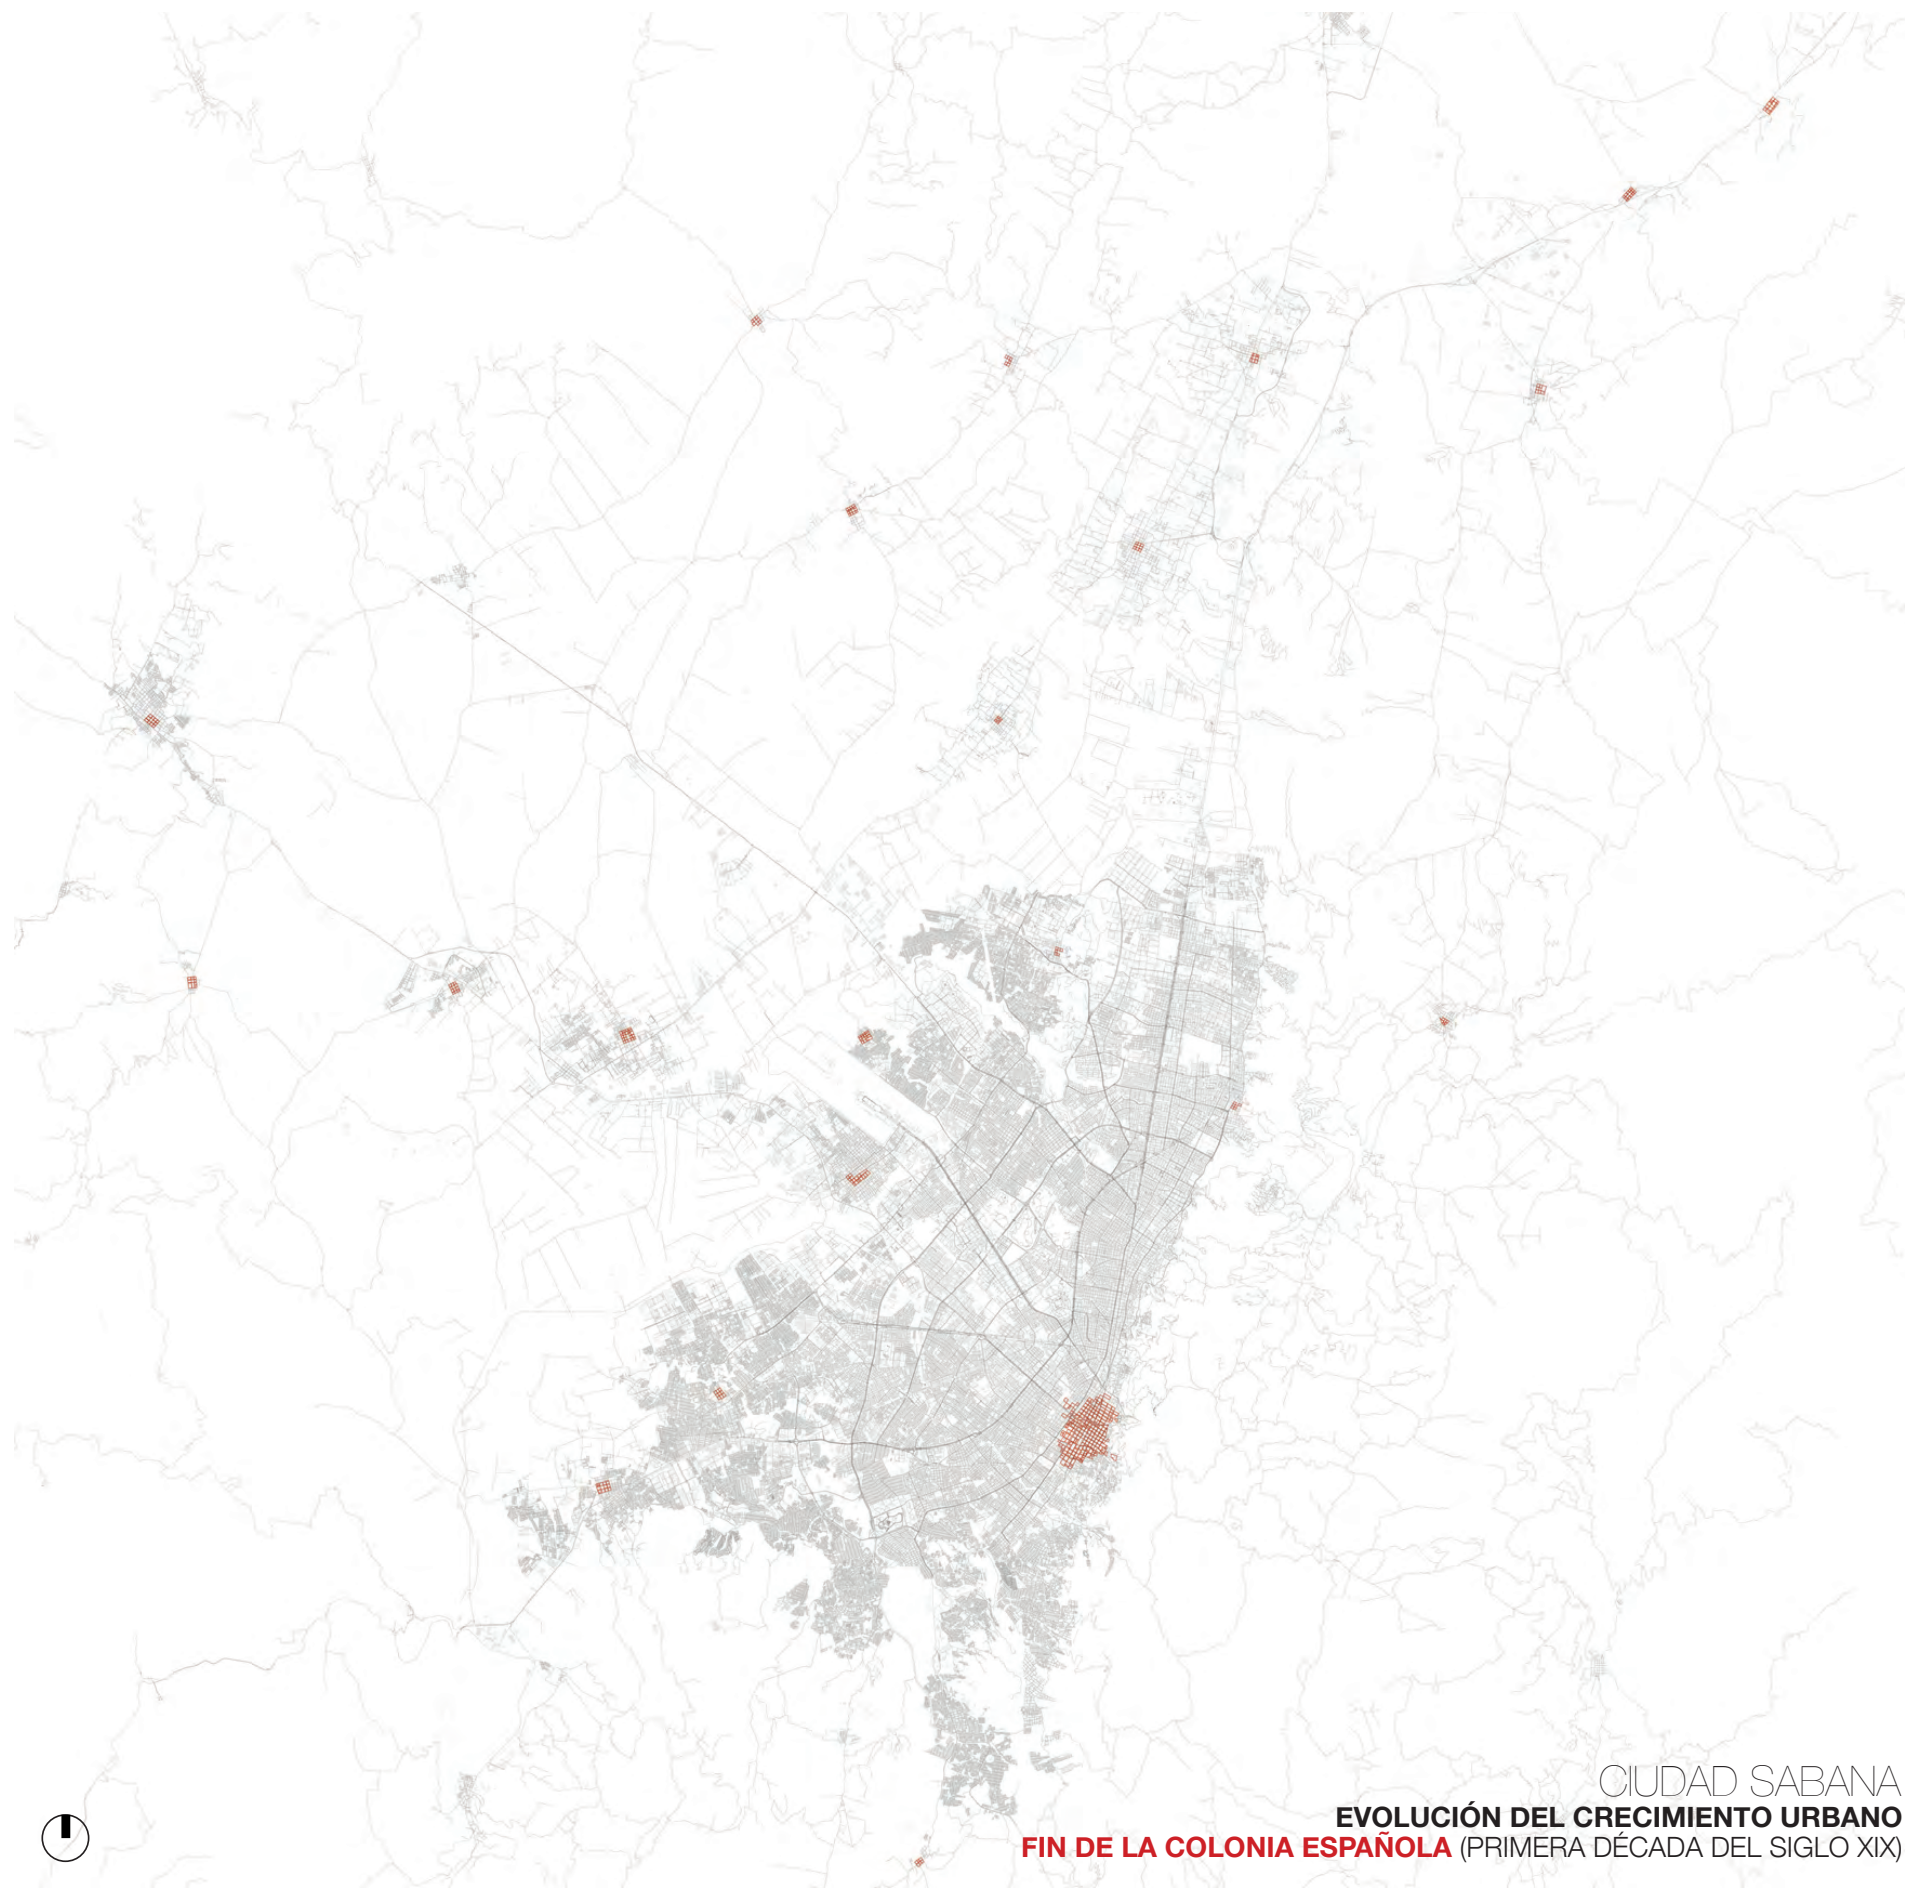 CIUDAD SABANA
EVOLUCIÓN DEL CRECIMIENTO URBANO
FIN DE LA COLONIA ESPAÑOLA (PRIMERA DÉCADA DEL SIGLO XIX)